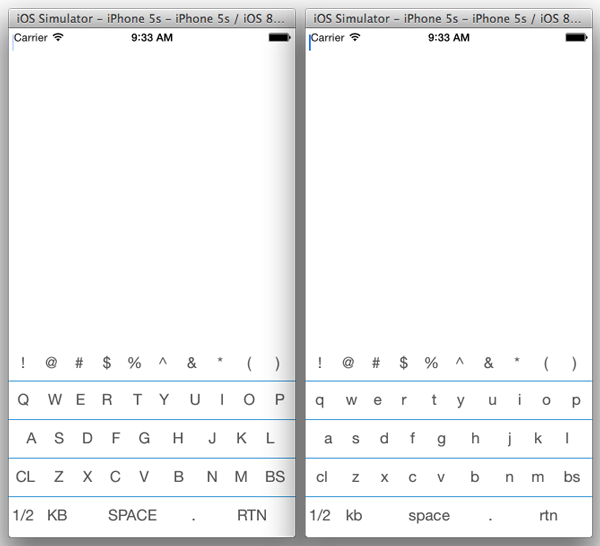 iOS Simulator – iPhone 5s – iPhone 5s / iOS 8...
Carrier 9:33 AM
! @ # $ % ^ & * ( )
Q W E R T Y U I O P
A S D F G H J K L
CL Z X C V B N M BS
1/2 KB SPACE . RTN
iOS Simulator – iPhone 5s – iPhone 5s / iOS 8...
Carrier 9:33 AM
! @ # $ % ^ & * ( )
q w e r t y u i o p
a s d f g h j k l
cl z x c v b n m bs
1/2 kb space . rtn